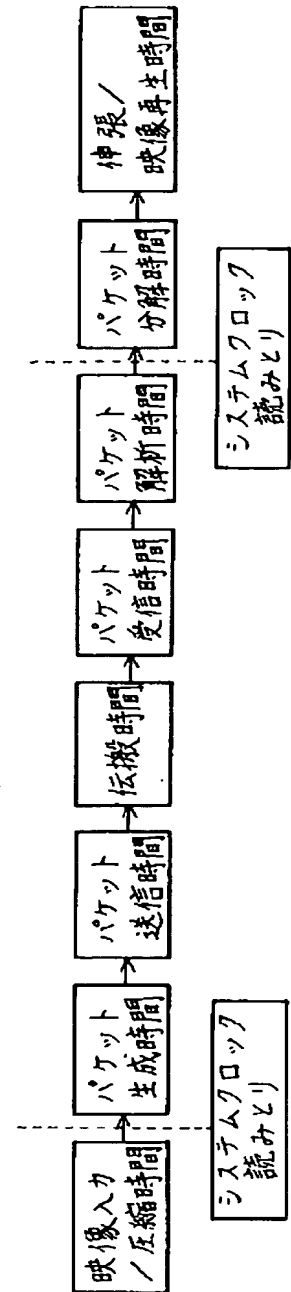 映像入力
／圧縮時間
パケット
生成時間
パケット
送信時間
伝搬時間
パケット
受信時間
パケット
解析時間
パケット
分解時間
伸張／
映像再生時間
システムクロック
読みとり
システムクロック
読みとり